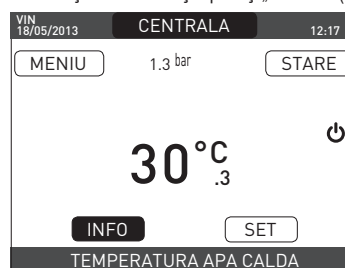 VIN
18/05/2013 CENTRALA 12:17
MENIU 1.3 bar STARE
30°C
.3
INFO SET
TEMPERATURA APA CALDA